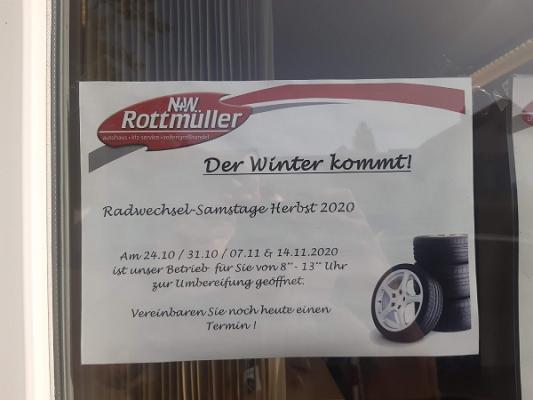 N+W
Rottmüller
autohaus • kfz-service • reifengroßhandel
Der Winter kommt!
Radwechsel-Samstage Herbst 2020
Am 24.10 / 31.10 / 07.11 & 14.11.2020
ist unser Betrieb für Sie von 8°°- 13°° Uhr
zur Umbereifung geöffnet.
Vereinbaren Sie noch heute einen
Termin !